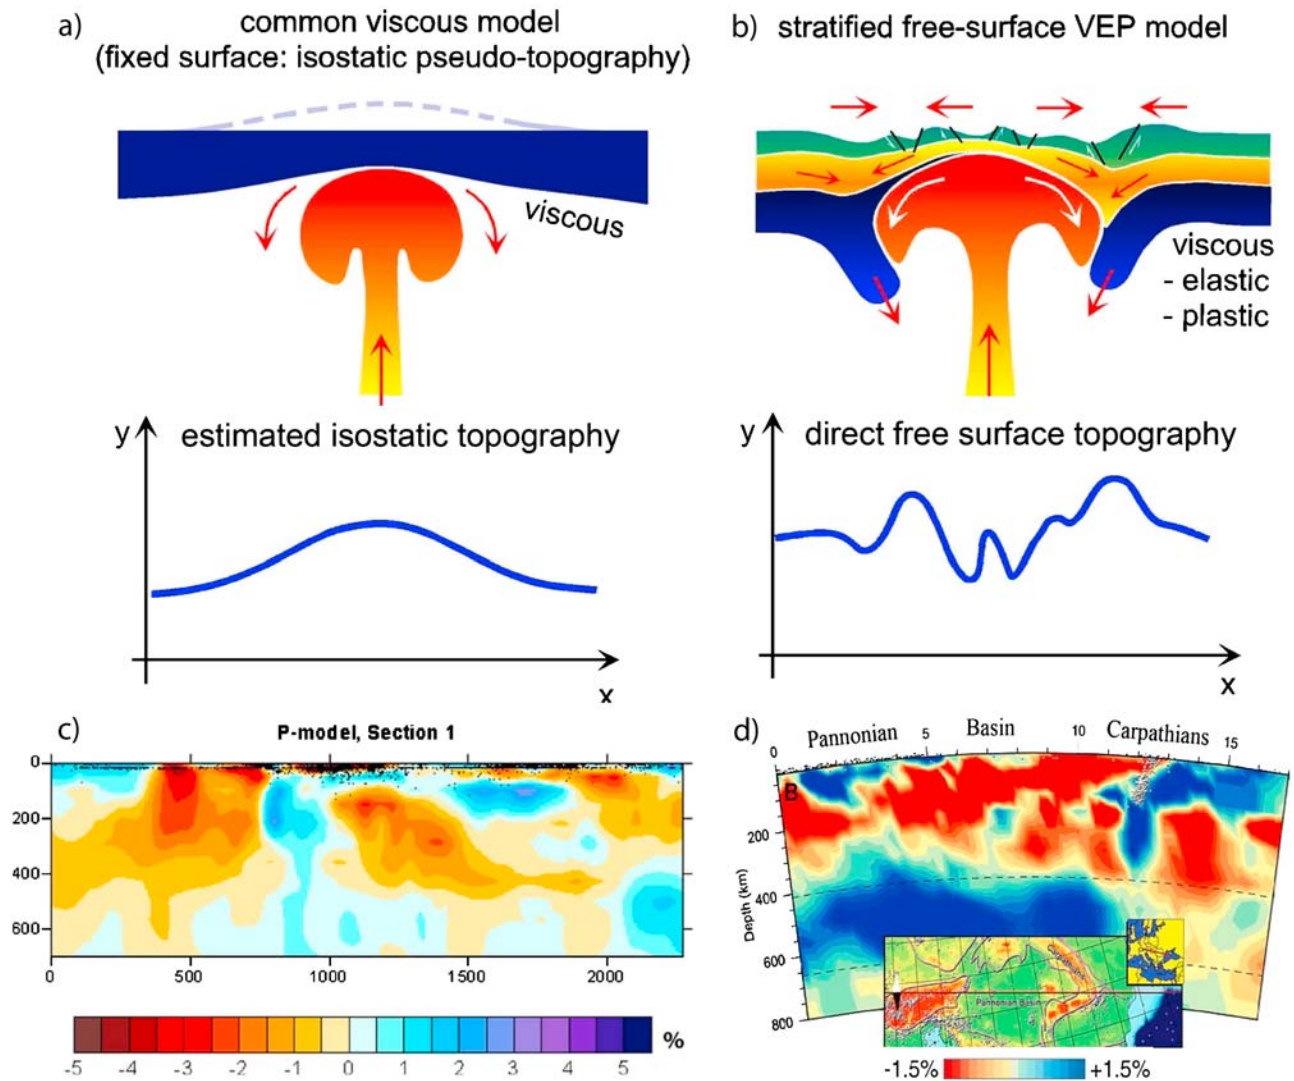 a)
common viscous model
(fixed surface: isostatic pseudo-topography)
viscous
y
estimated isostatic topography
x
b)
stratified free-surface VEP model
viscous
- elastic
- plastic
y
direct free surface topography
x
c)
P-model, Section 1
0
200
400
600
0 500 1000 1500 2000
-5 -4 -3 -2 -1 0 1 2 3 4 5 %
d)
0 Pannonian 5 Basin 10 Carpathians 15
B
0
200
400
600
800
Depth (km)
Pannonian Basin
-1.5% +1.5%